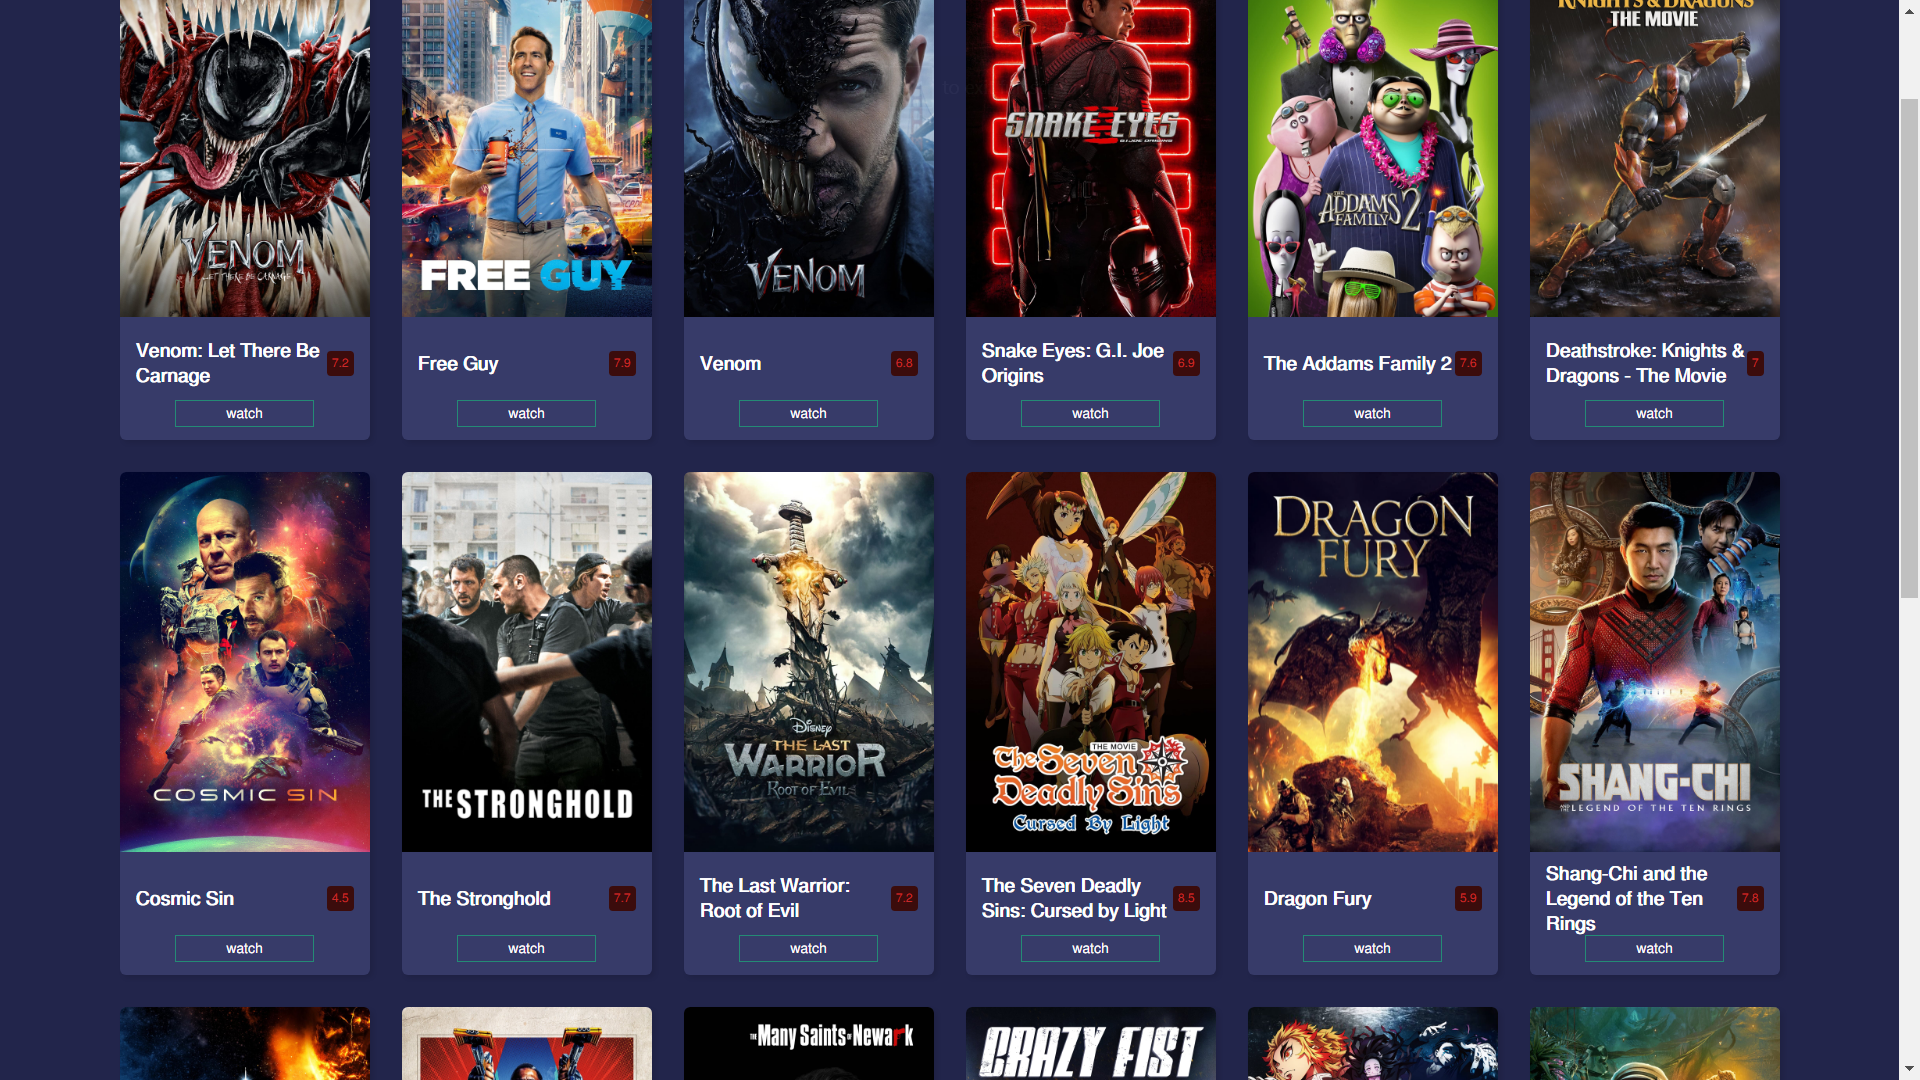 VENOM
LET THERE BE CARNAGE
FREE GUY
VENOM
SNAKE EYES
G.I. JOE ORIGINS
THE
ADDAMS
FAMILY 2
KNIGHTS & DRAGONS
THE MOVIE
Venom: Let There Be
Carnage
7.2
watch
Free Guy
7.9
watch
Venom
6.8
watch
Snake Eyes: G.I. Joe
Origins
6.9
watch
The Addams Family 2
7.6
watch
Deathstroke: Knights &
Dragons - The Movie
7
watch
COSMIC SIN
THE STRONGHOLD
DISNEY
THE LAST
WARRIOR
ROOT OF EVIL
THE MOVIE
The Seven
Deadly Sins
Cursed By Light
DRAGON
FURY
SHANG-CHI
AND THE LEGEND OF THE TEN RINGS
Cosmic Sin
4.5
watch
The Stronghold
7.7
watch
The Last Warrior:
Root of Evil
7.2
watch
The Seven Deadly
Sins: Cursed by Light
8.5
watch
Dragon Fury
5.9
watch
Shang-Chi and the
Legend of the Ten
Rings
7.8
watch
THE Many Saints OF Newark
CRAZY FIST